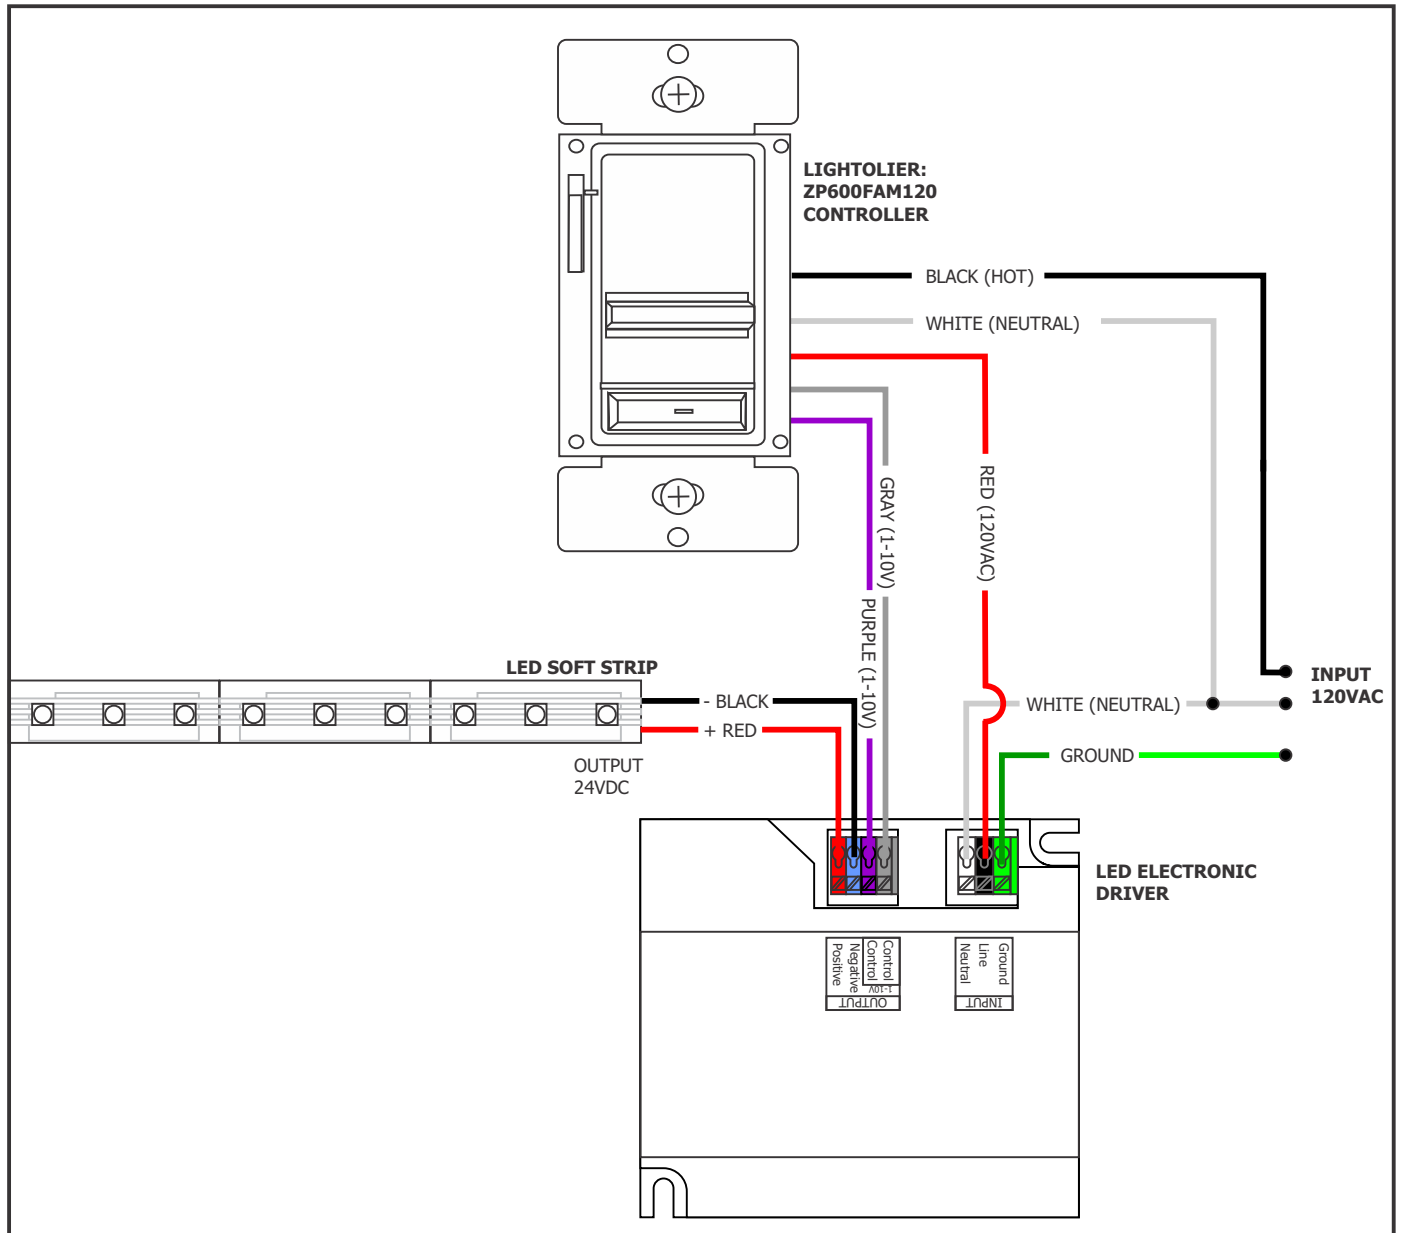 LIGHTOLIER:
ZP600FAM120
CONTROLLER
BLACK (HOT)
WHITE (NEUTRAL)
RED (120VAC)
GRAY (1-10V)
PURPLE (1-10V)
LED SOFT STRIP
- BLACK
+ RED
OUTPUT
24VDC
WHITE (NEUTRAL)
GROUND
INPUT
120VAC
LED ELECTRONIC
DRIVER
Control
Control
1-10V
Negative
Positive
OUTPUT
Ground
Line
Neutral
INPUT